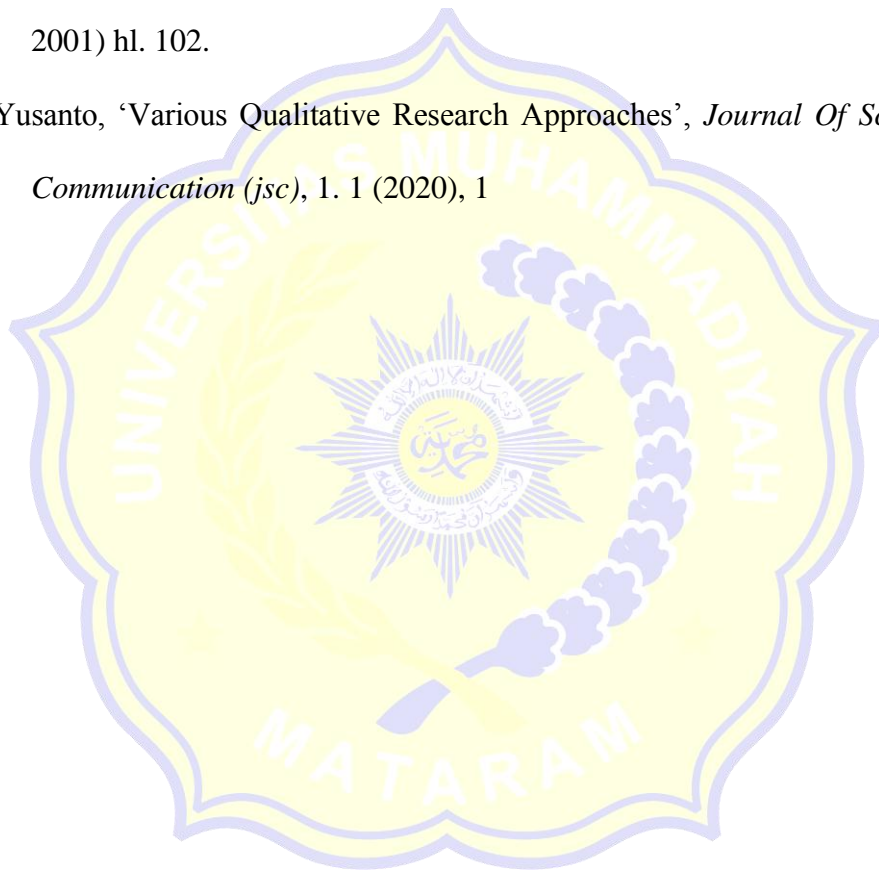 2001) hl. 102.
Yusanto, ‘Various Qualitative Research Approaches’, Journal Of Sc
Communication (jsc), 1. 1 (2020), 1
UNIVERSITAS MUHAMMADIYAH
MATARAM